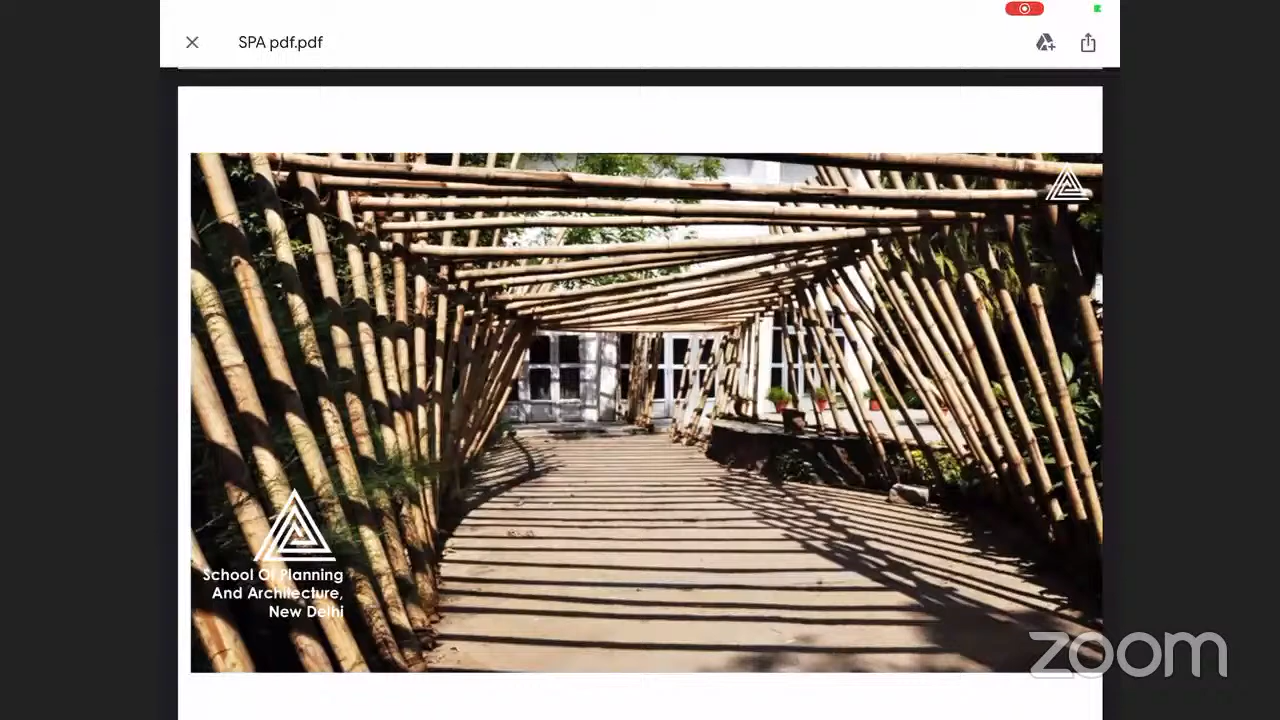 SPA pdf.pdf
School Of Planning
And Architecture,
New Delhi
zoom